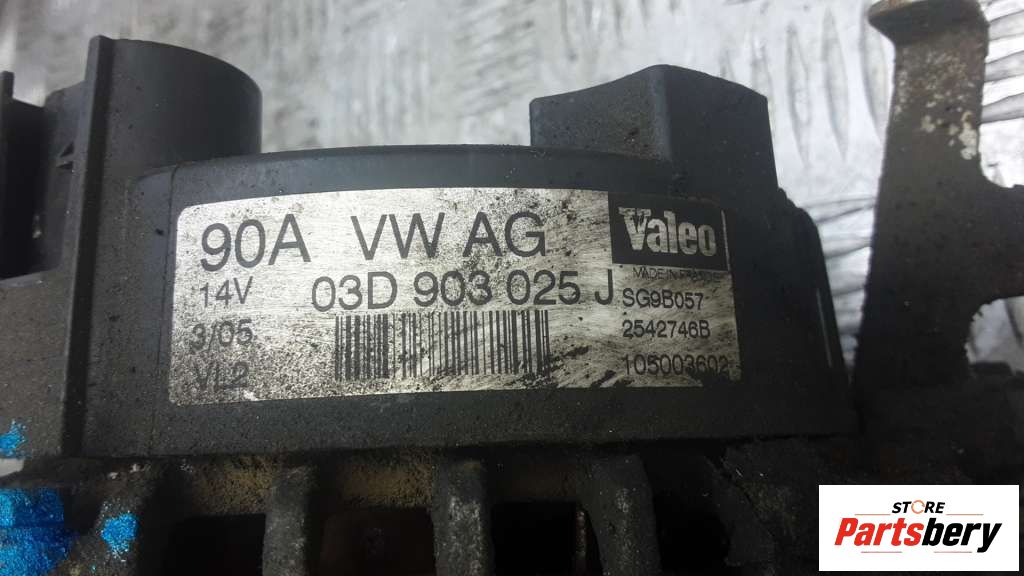 90A VW AG Valeo
MADE IN FRANCE
14V 03D 903 025 J SG9B057
3/05 2542746B
VL2 105003602
STORE
Partsbery